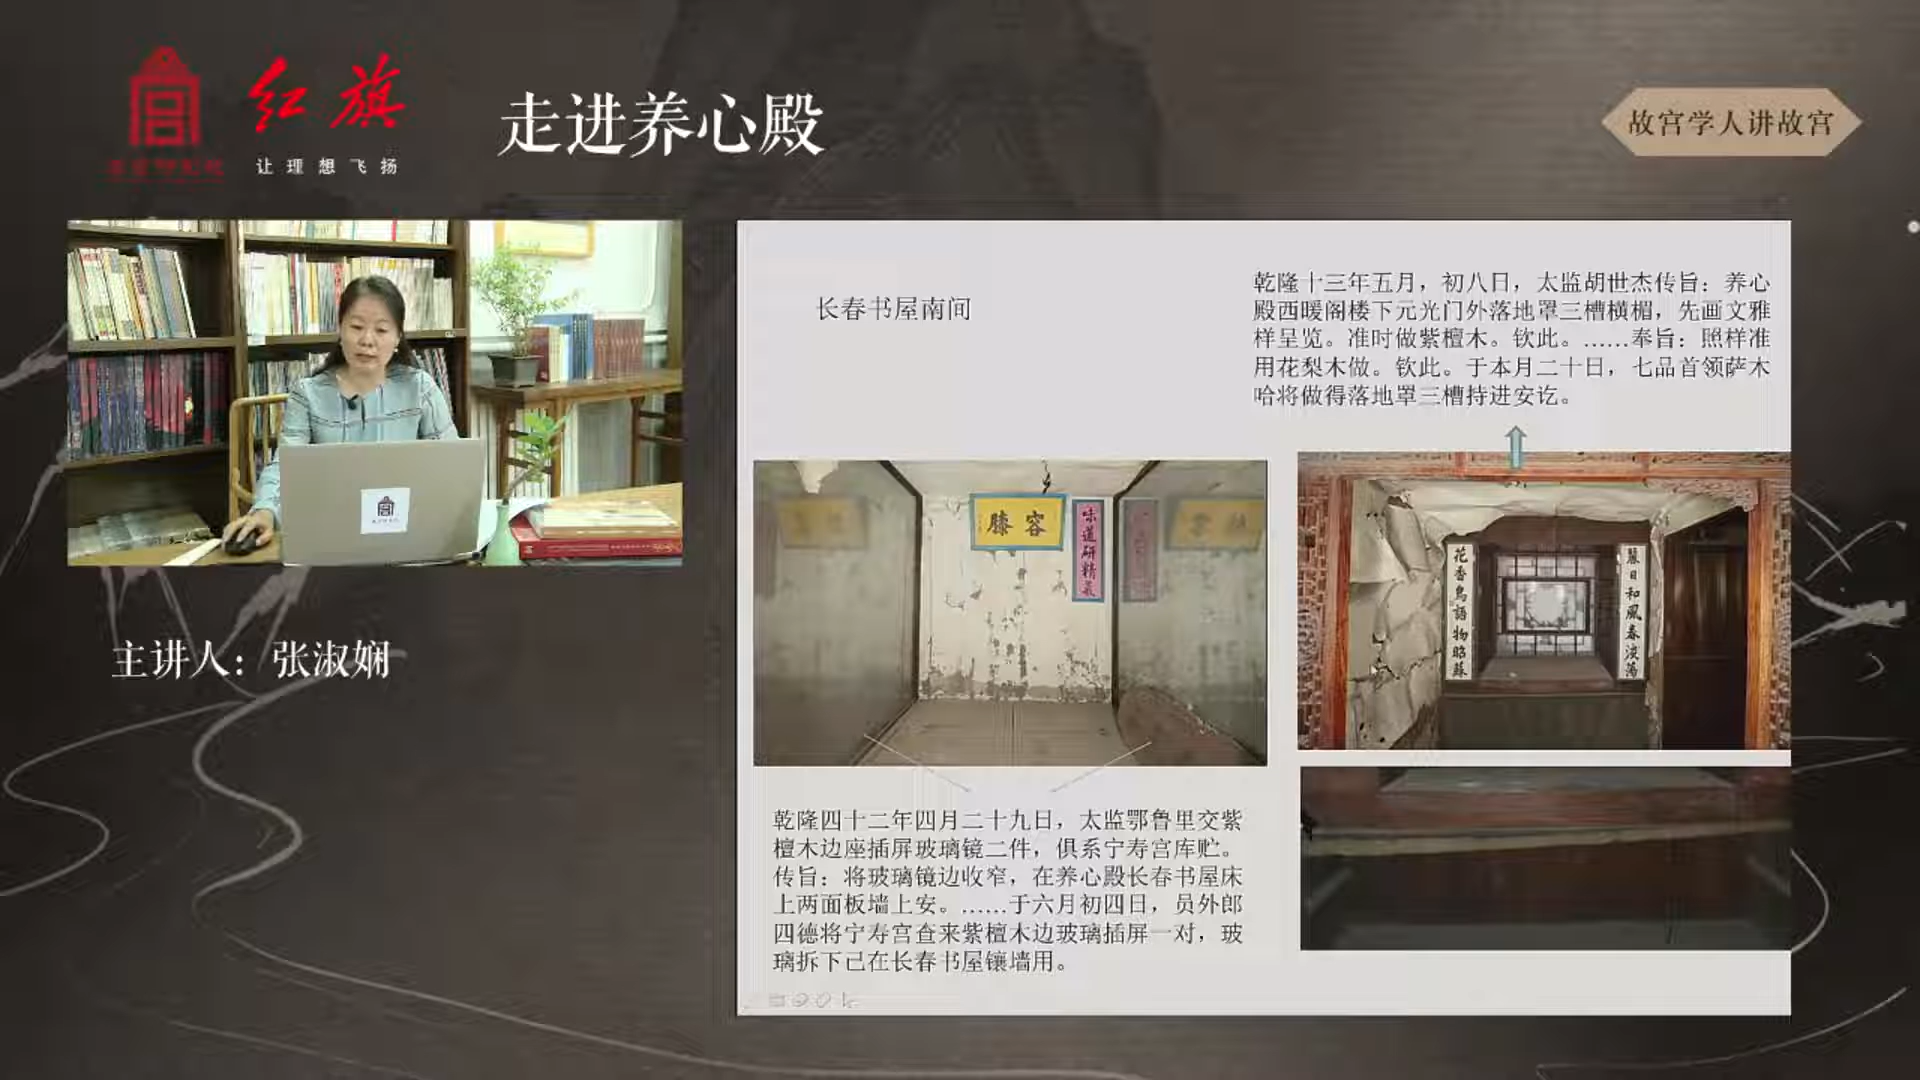 红旗
让理想飞扬
走进养心殿
故宫学人讲故宫
主讲人：张淑娴
长春书屋南间
乾隆十三年五月，初八日，太监胡世杰传旨：养心
殿西暖阁楼下元光门外落地罩三槽横楣，先画文雅
样呈览。准时做紫檀木。钦此。……奉旨：照样准
用花梨木做。钦此。于本月二十日，七品首领萨木
哈将做得落地罩三槽持进安讫。
膝容
味道研精
花香鸟语物昭苏
丽日和风春澹荡
乾隆四十二年四月二十九日，太监鄂鲁里交紫
檀木边座插屏玻璃镜二件，俱系宁寿宫库贮。
传旨：将玻璃镜边收窄，在养心殿长春书屋床
上两面板墙上安。……于六月初四日，员外郎
四德将宁寿宫查来紫檀木边玻璃插屏一对，玻
璃拆下己在长春书屋镶墙用。